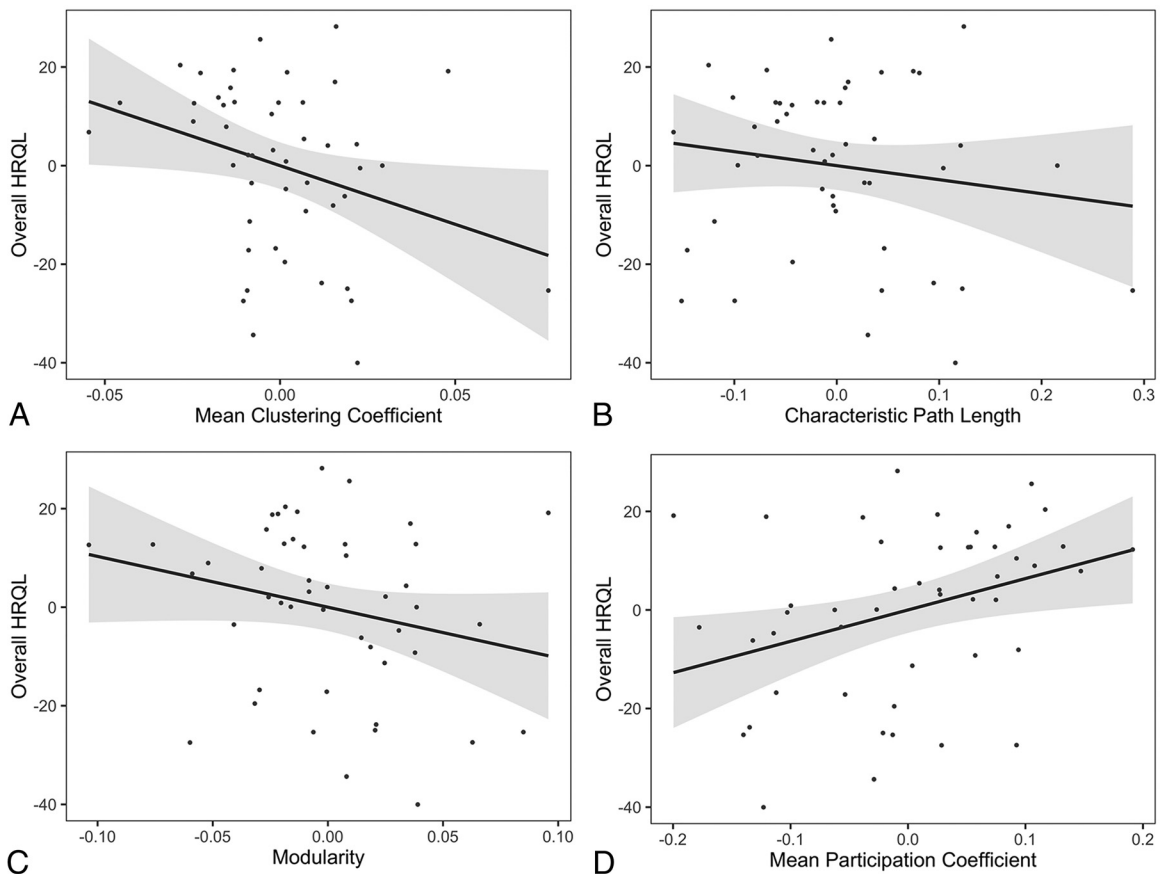 20
0
-20
-40
Overall HRQL
-0.05
0.00
0.05
Mean Clustering Coefficient
A
20
0
-20
-40
Overall HRQL
-0.1
0.0
0.1
0.2
0.3
Characteristic Path Length
B
20
0
-20
-40
Overall HRQL
-0.10
-0.05
0.00
0.05
0.10
Modularity
C
20
0
-20
-40
Overall HRQL
-0.2
-0.1
0.0
0.1
0.2
Mean Participation Coefficient
D